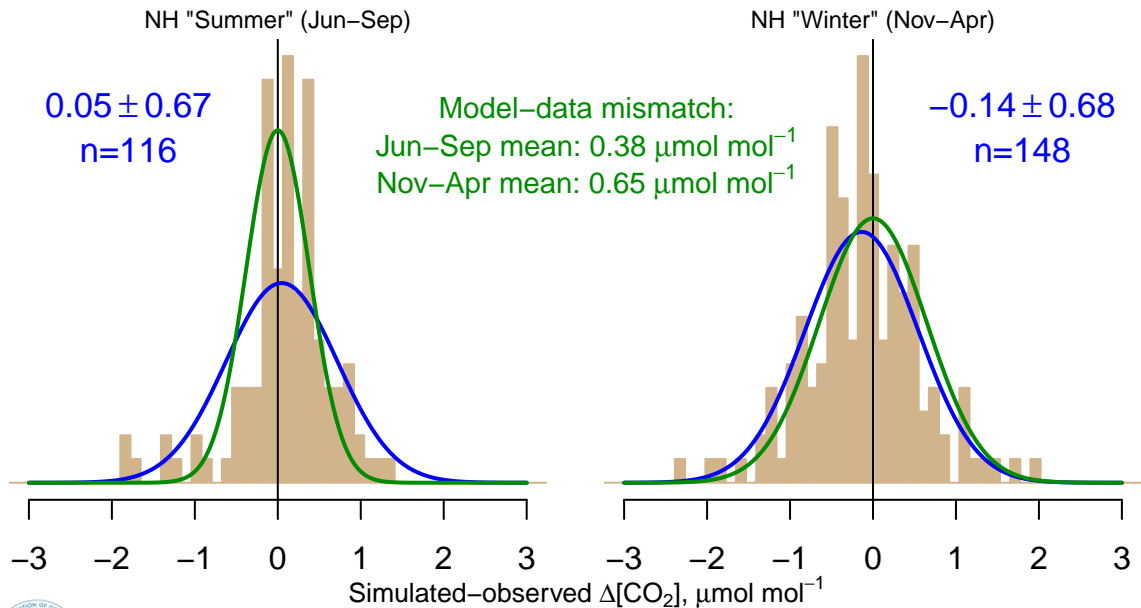 NH "Summer" (Jun−Sep)
NH "Winter" (Nov−Apr)
0.05 ± 0.67
n=116
Model−data mismatch:
Jun−Sep mean: 0.38 μmol mol⁻¹
Nov−Apr mean: 0.65 μmol mol⁻¹
−0.14 ± 0.68
n=148
−3 −2 −1 0 1 2 3
−3 −2 −1 0 1 2 3
Simulated−observed Δ[CO₂], μmol mol⁻¹